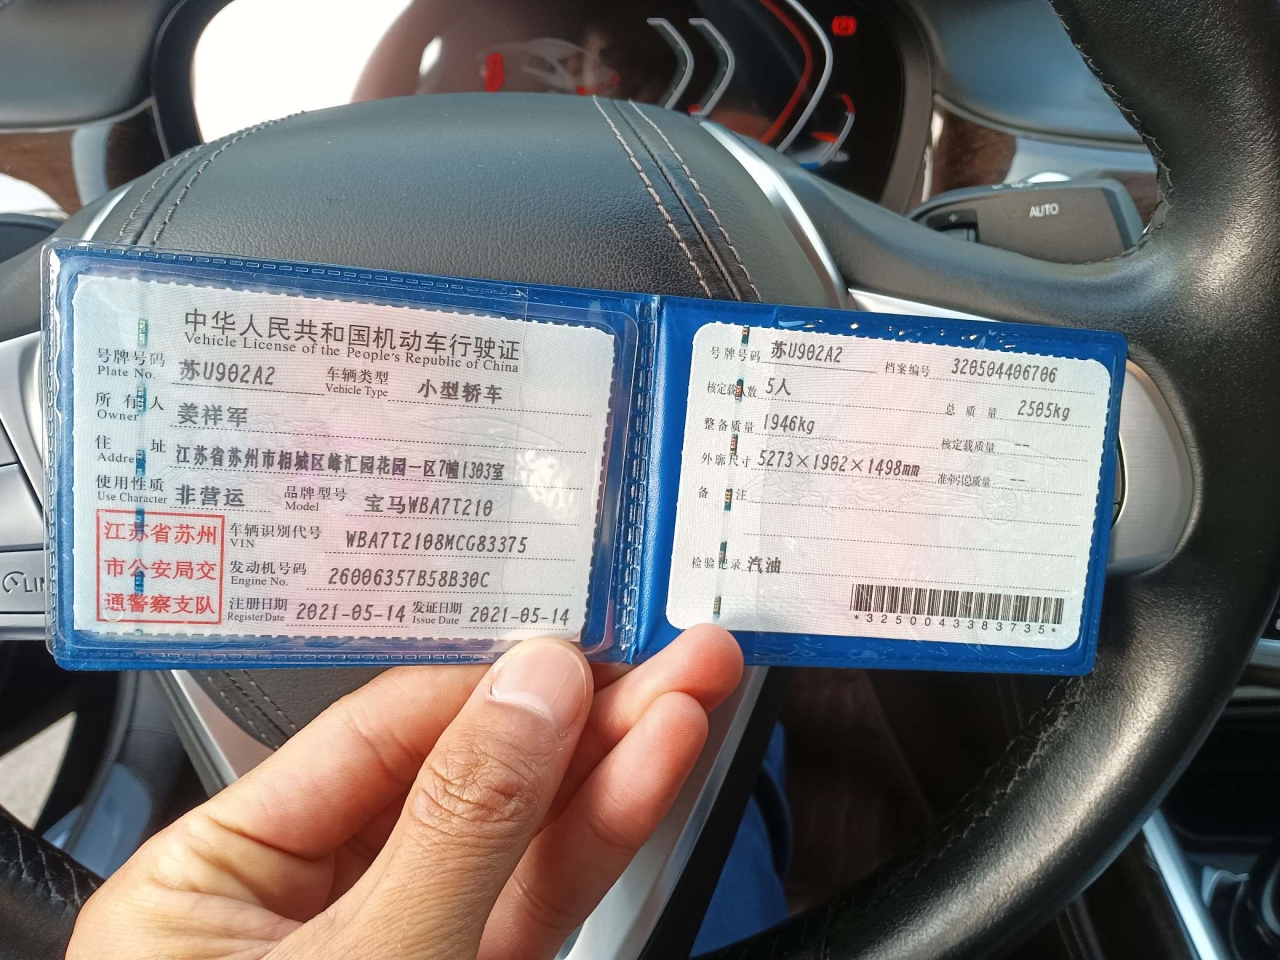 中华人民共和国机动车行驶证
Vehicle License of the People's Republic of China
号牌号码 Plate No. 苏U902A2 车辆类型 Vehicle Type 小型轿车
所有人 Owner 姜祥军
住址 Address 江苏省苏州市相城区峰汇园花园一区7幢1303室
使用性质 Use Character 非营运 品牌型号 Model 宝马WBA7T210
江苏省苏州
市公安局交
通警察支队
车辆识别代号 VIN WBA7T2108MCG83375
发动机号码 Engine No. 26006357B58B30C
注册日期 Register Date 2021-05-14 发证日期 Issue Date 2021-05-14
号牌号码 苏U902A2 档案编号 320504406706
核定载人数 5人 总质量 2505kg
整备质量 1946kg 核定载质量 --
外廓尺寸 5273×1902×1498mm 准牵引总质量 --
备注
检验记录 汽油
*3250043383735*
AUTO
LIM